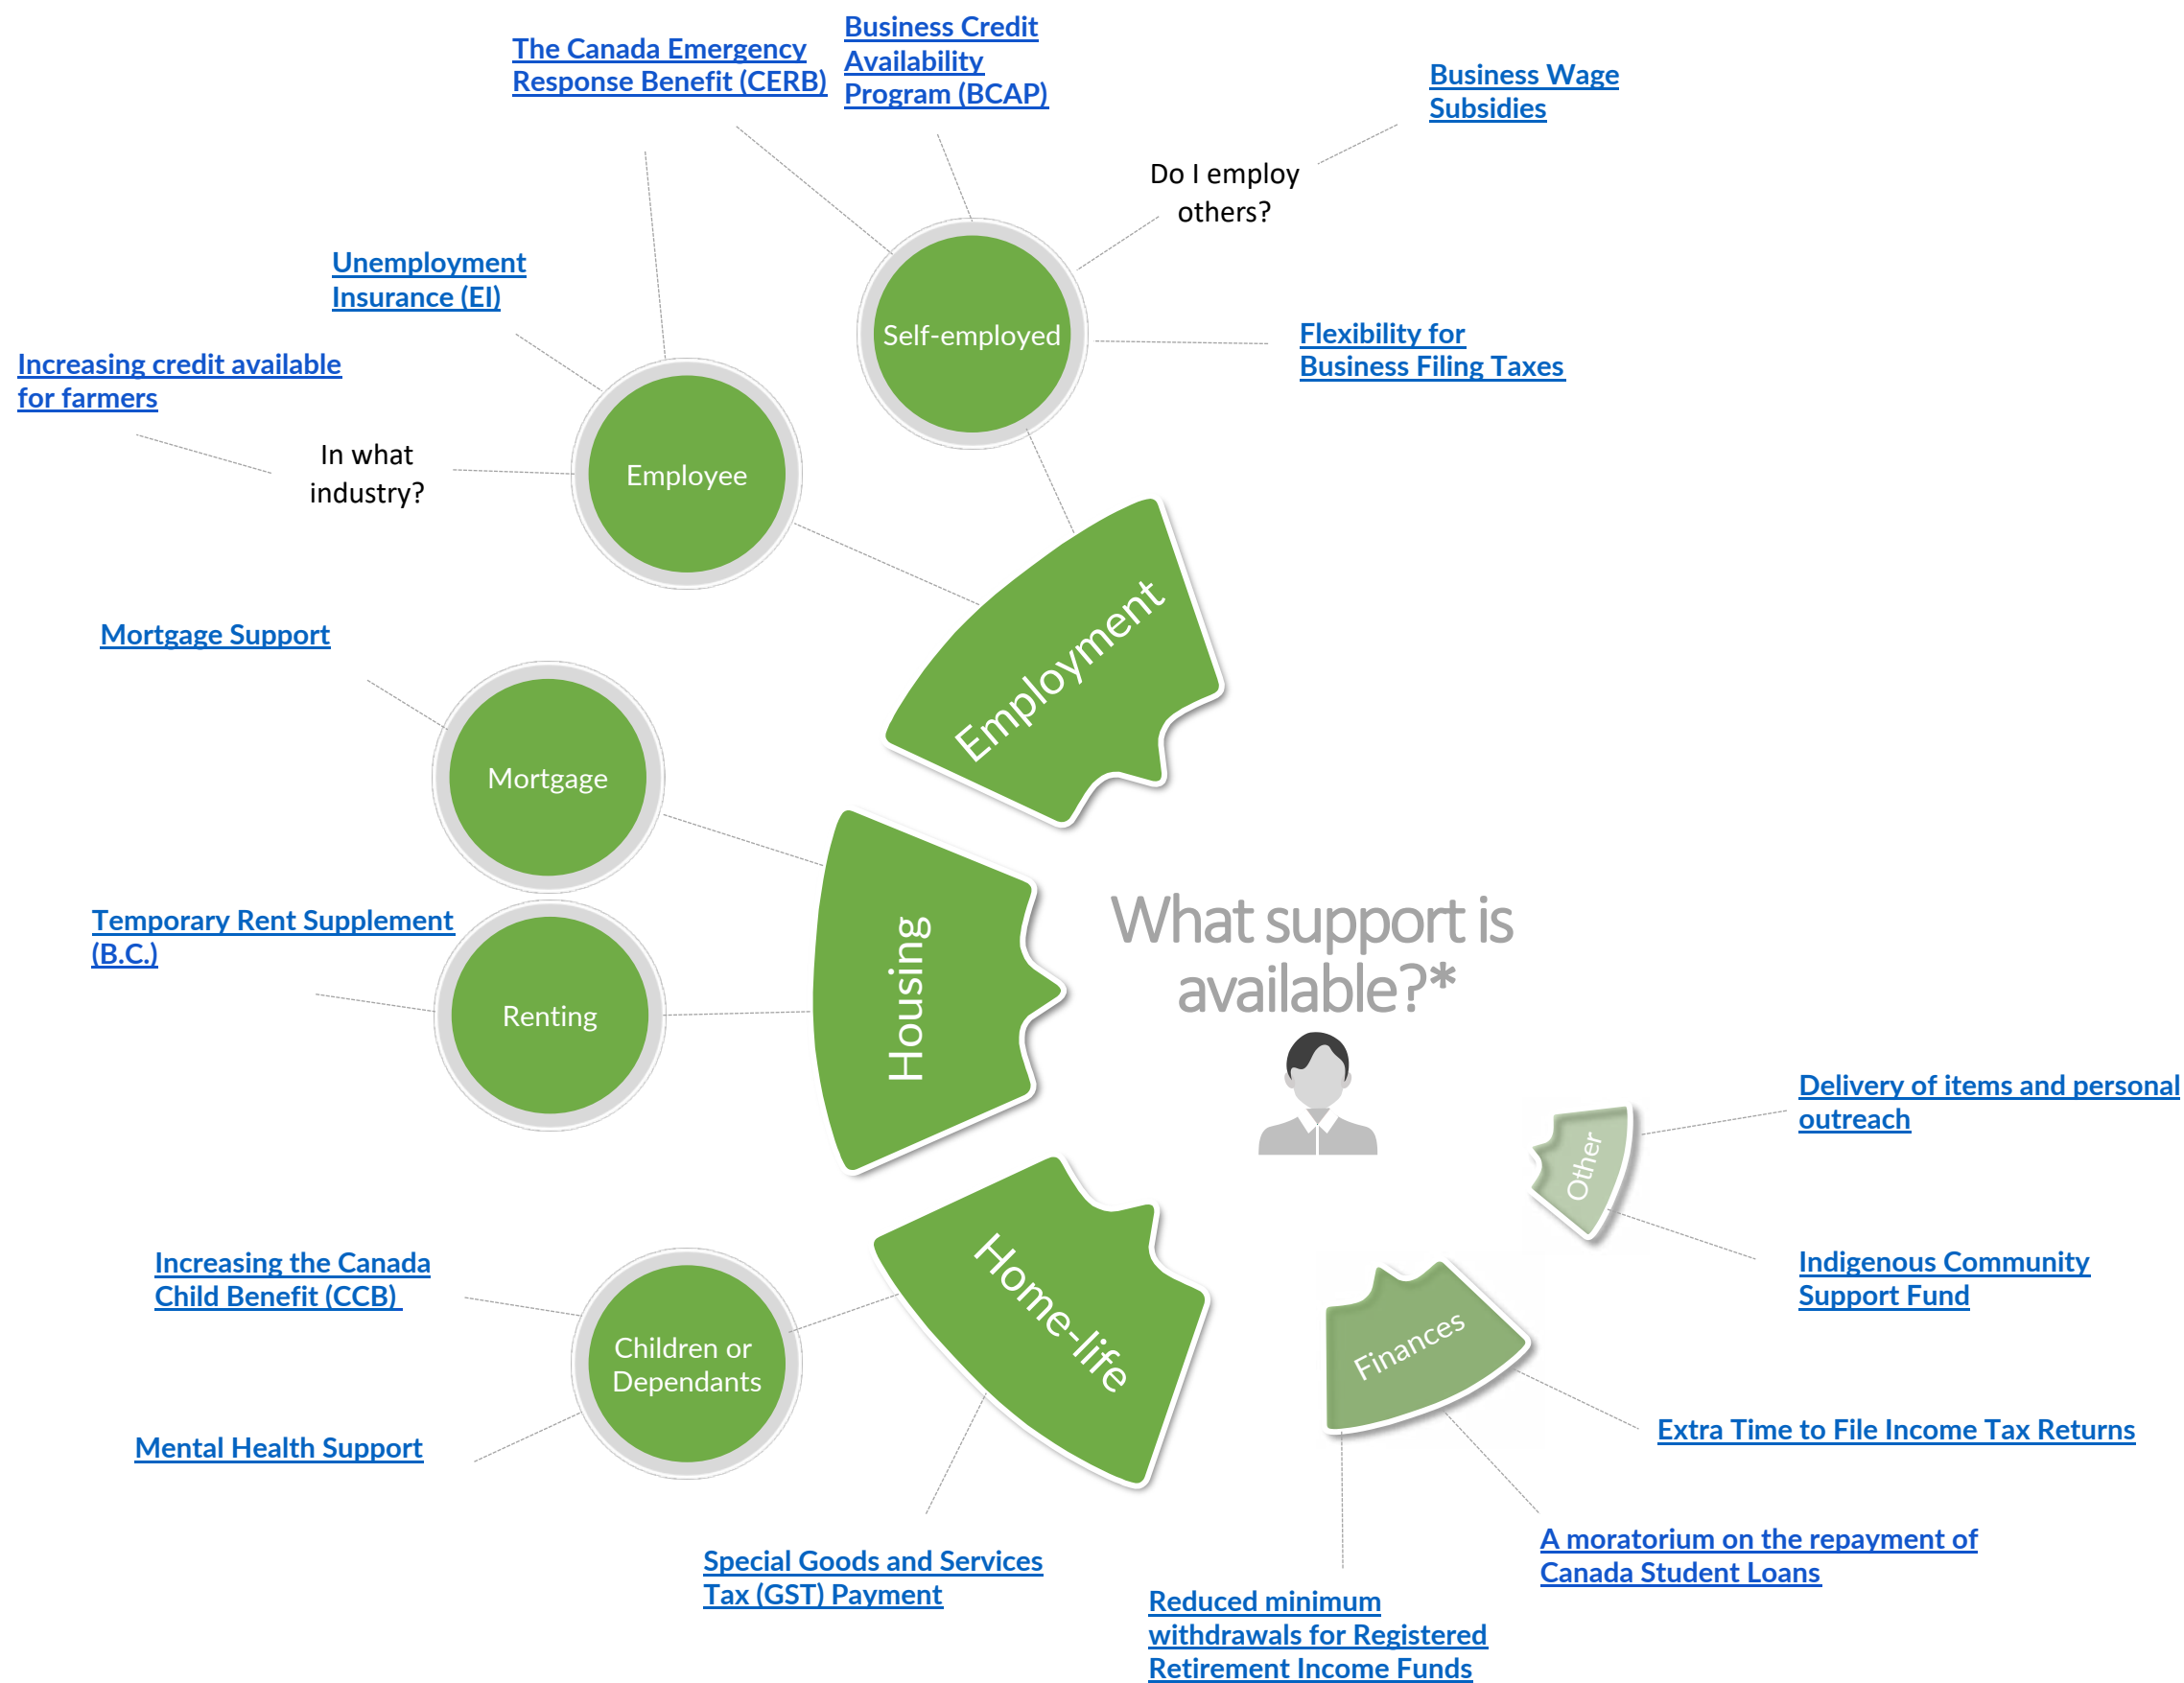 The Canada Emergency
Response Benefit (CERB)
Business Credit
Availability
Program (BCAP)
Business Wage
Subsidies
Do I employ
others?
Unemployment
Insurance (EI)
Self-employed
Flexibility for
Business Filing Taxes
Increasing credit available
for farmers
In what
industry?
Employee
Employment
Mortgage Support
Mortgage
Temporary Rent Supplement
(B.C.)
Renting
Housing
What support is
available?*
Delivery of items and personal
outreach
Other
Indigenous Community
Support Fund
Increasing the Canada
Child Benefit (CCB)
Children or
Dependants
Home-life
Mental Health Support
Finances
Extra Time to File Income Tax Returns
A moratorium on the repayment of
Canada Student Loans
Special Goods and Services
Tax (GST) Payment
Reduced minimum
withdrawals for Registered
Retirement Income Funds